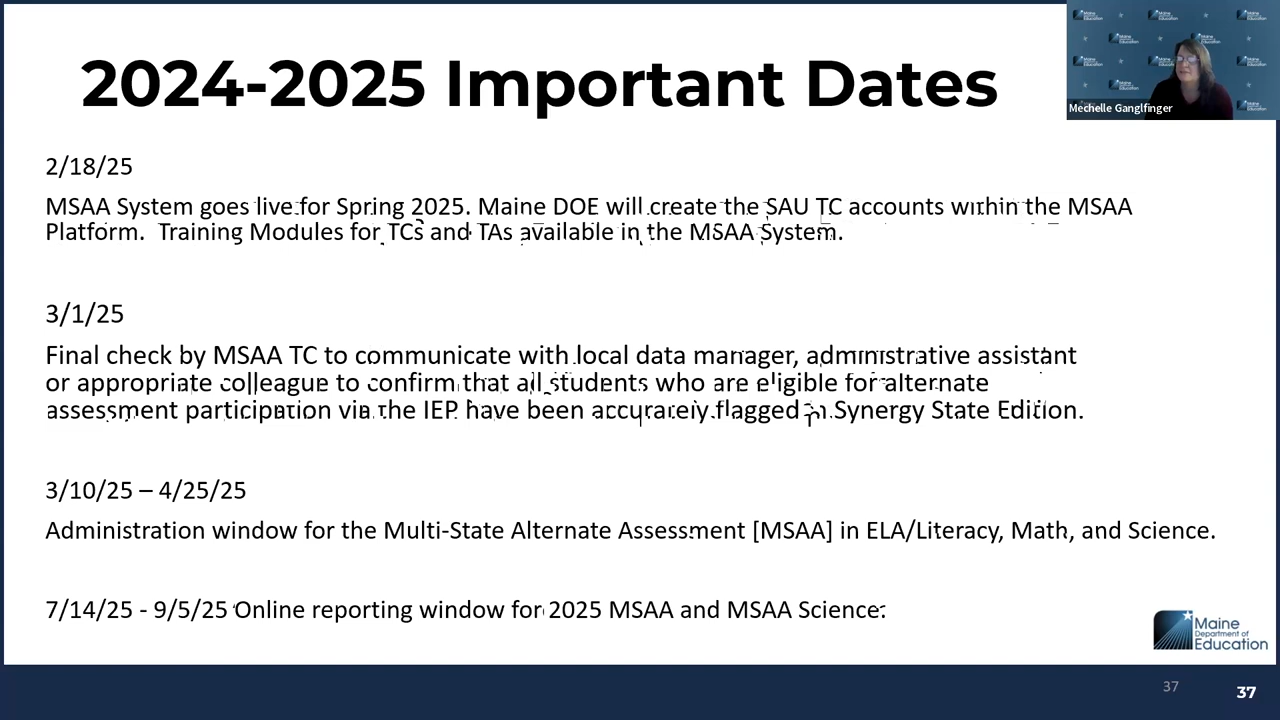 2024-2025 Important Dates
Mechelle Ganglfinger
2/18/25
MSAA System goes live for Spring 2025. Maine DOE will create the SAU TC accounts within the MSAA
Platform. Training Modules for TCs and TAs available in the MSAA System.
3/1/25
Final check by MSAA TC to communicate with local data manager, administrative assistant
or appropriate colleague to confirm that all students who are eligible for alternate
assessment participation via the IEP have been accurately flagged in Synergy State Edition.
3/10/25 – 4/25/25
Administration window for the Multi-State Alternate Assessment [MSAA] in ELA/Literacy, Math, and Science.
7/14/25 - 9/5/25 Online reporting window for 2025 MSAA and MSAA Science.
Maine
Department of
Education
37
37